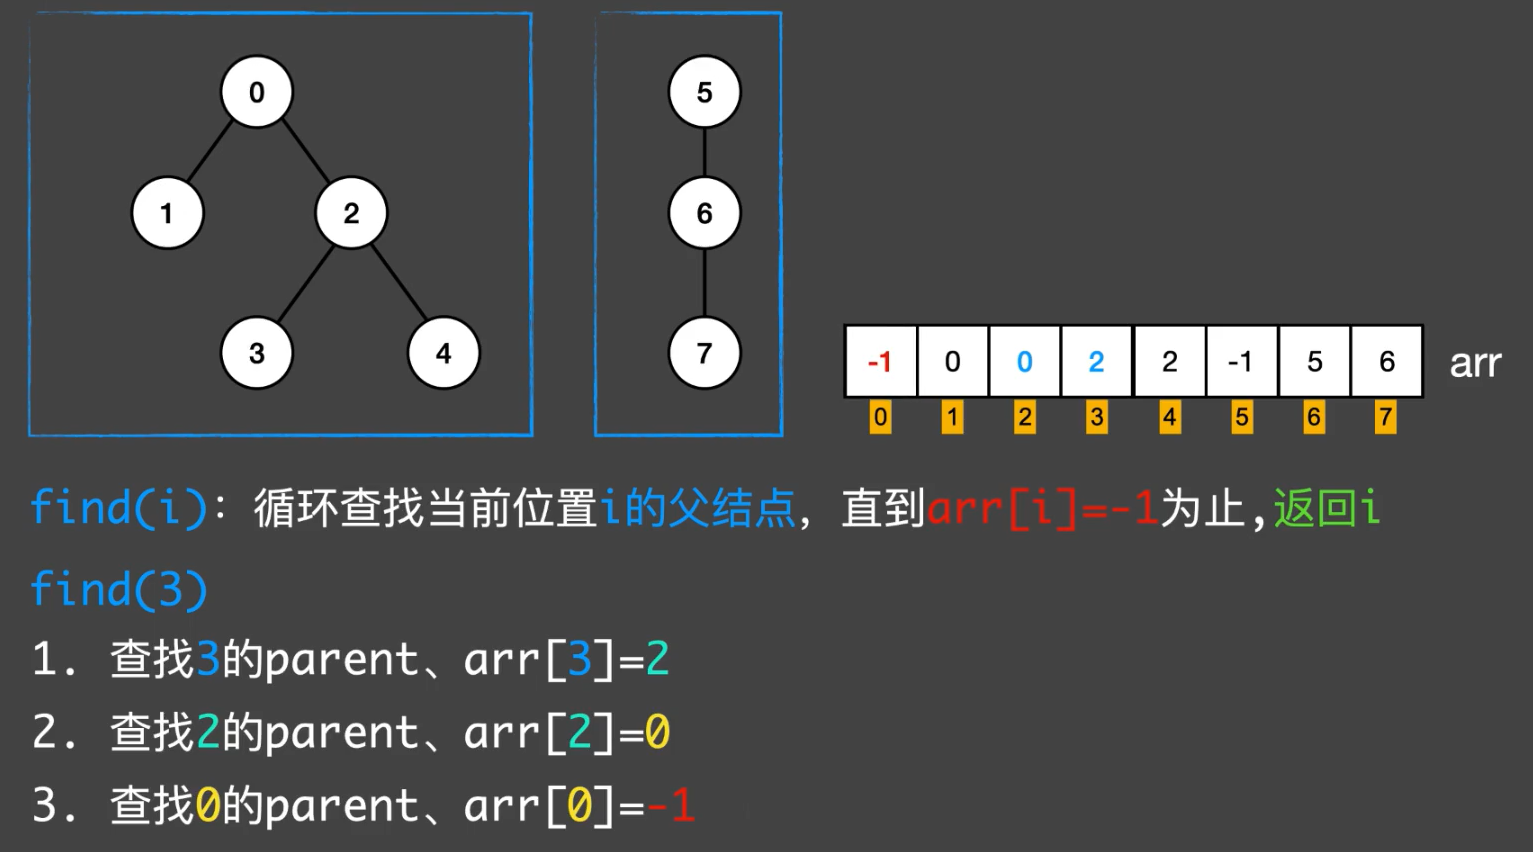 0
5
1
2
6
3
4
7
-1 0 0 2 2 -1 5 6 arr
0 1 2 3 4 5 6 7
find(i)：循环查找当前位置i的父结点，直到arr[i]=-1为止,返回i
find(3)
1. 查找3的parent、arr[3]=2
2. 查找2的parent、arr[2]=0
3. 查找0的parent、arr[0]=-1